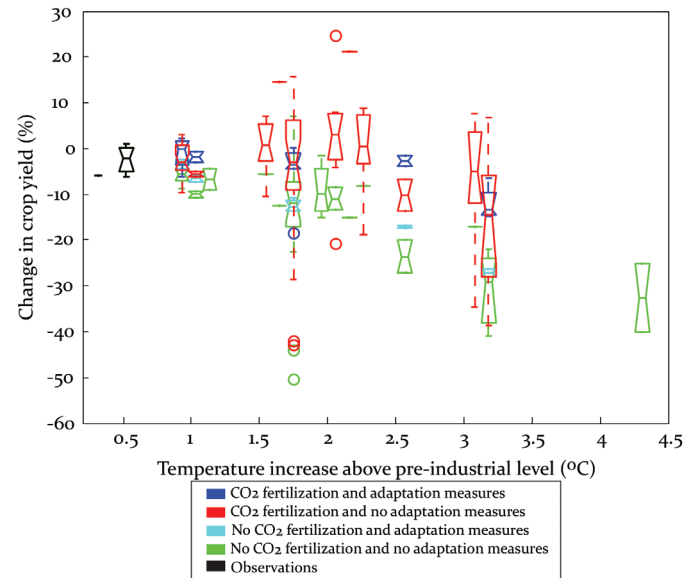 30
20
10
0
-10
-20
-30
-40
-50
-60
Change in crop yield (%)
0.5 1 1.5 2 2.5 3 3.5 4 4.5
Temperature increase above pre-industrial level (ºC)
CO2 fertilization and adaptation measures
CO2 fertilization and no adaptation measures
No CO2 fertilization and adaptation measures
No CO2 fertilization and no adaptation measures
Observations